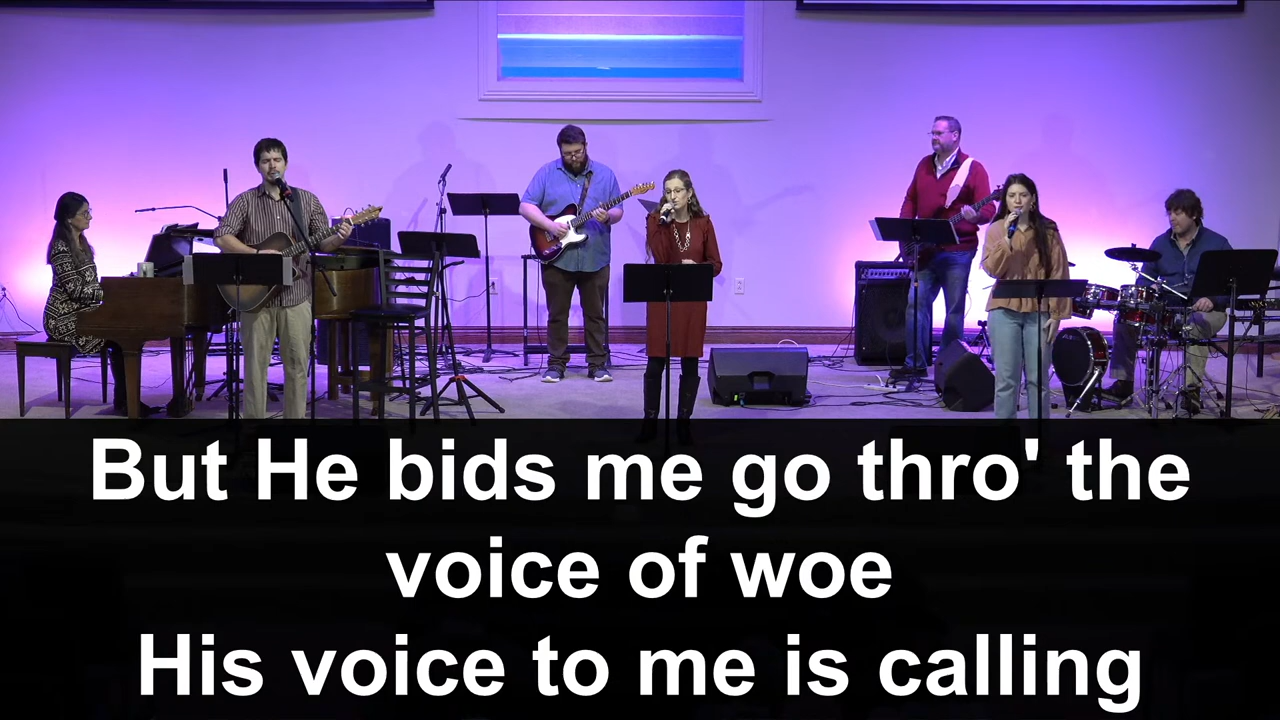 But He bids me go thro' the
voice of woe
His voice to me is calling